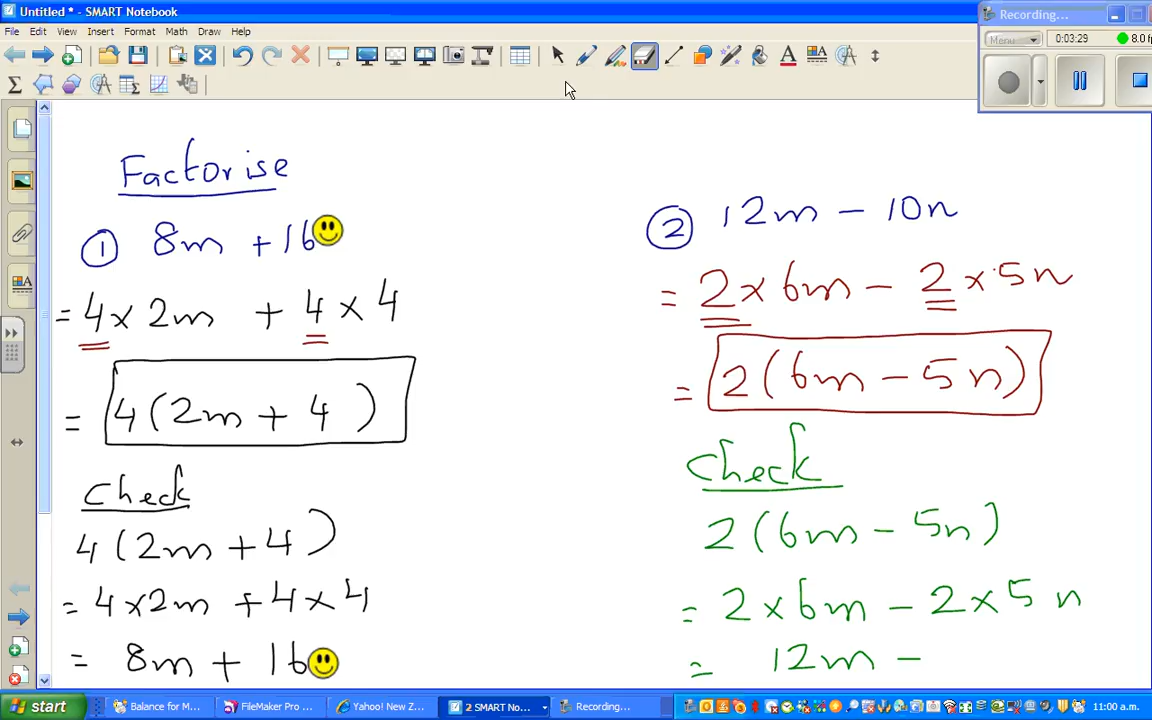 Untitled * - SMART Notebook
File Edit View Insert Format Math Draw Help
Recording...
Menu 0:03:29 8.0
Factorise
① 8m + 16
= 4 × 2m + 4 × 4
= 4 (2m + 4)
Check
4 (2m + 4)
= 4 × 2m + 4 × 4
= 8m + 16
② 12m - 10n
= 2 × 6m - 2 × 5n
= 2 (6m - 5n)
Check
2 (6m - 5n)
= 2 × 6m - 2 × 5n
= 12m -
start Balance for M... FileMaker Pro ... Yahoo! New Z... 2 SMART No... Recording... 11:00 a.m.